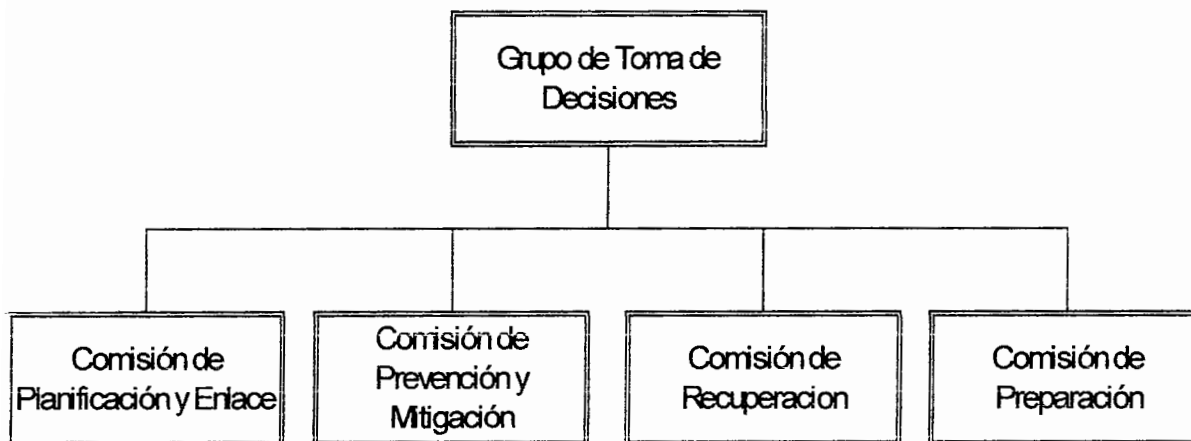 Grupo de Toma de
Decisiones
Comisión de
Planificación y Enlace
Comisión de
Prevención y
Mitigación
Comisión de
Recuperacion
Comisión de
Preparación